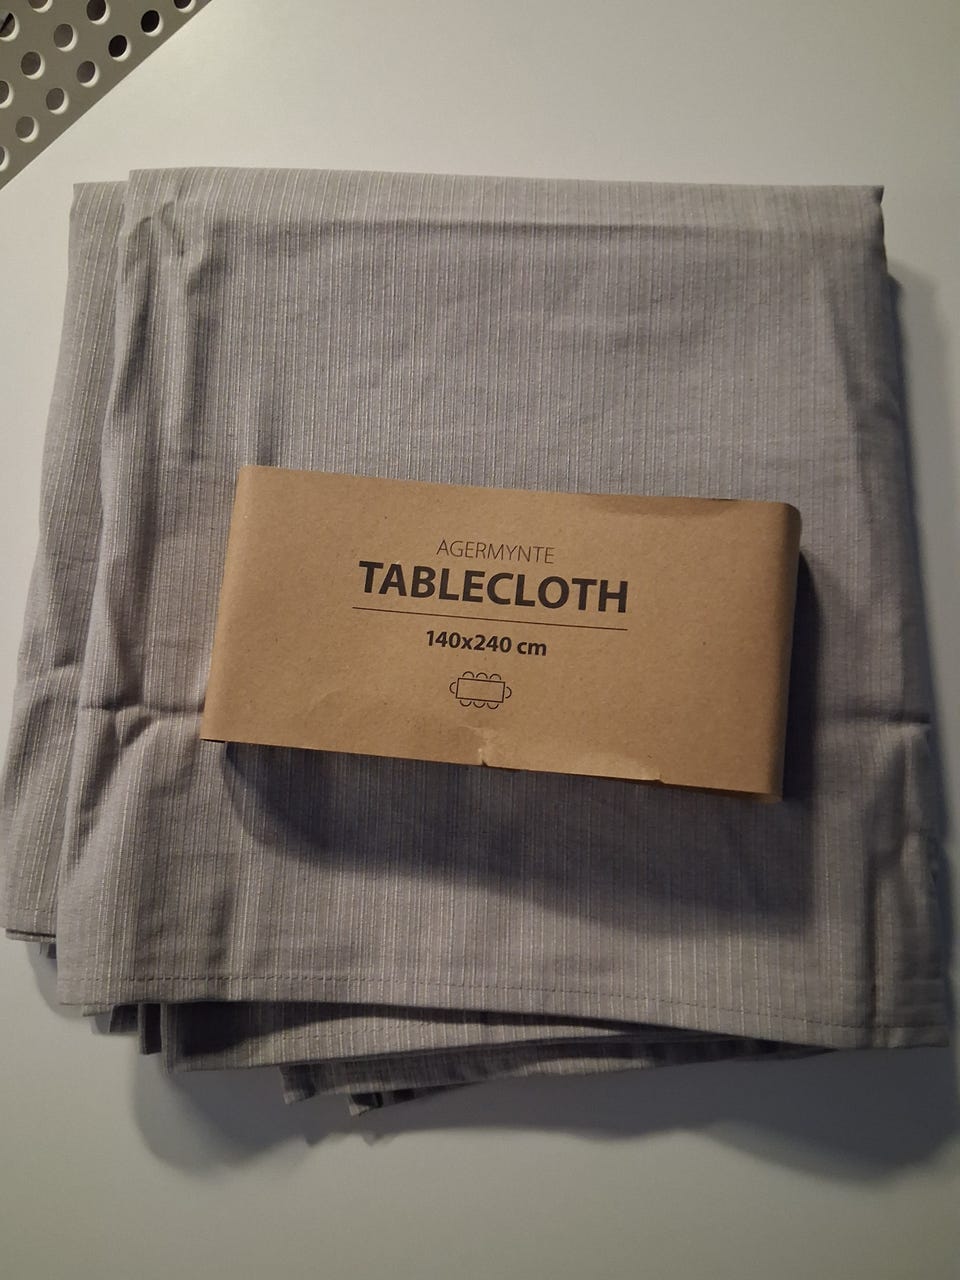 AGERMYNTE
TABLECLOTH
140x240 cm